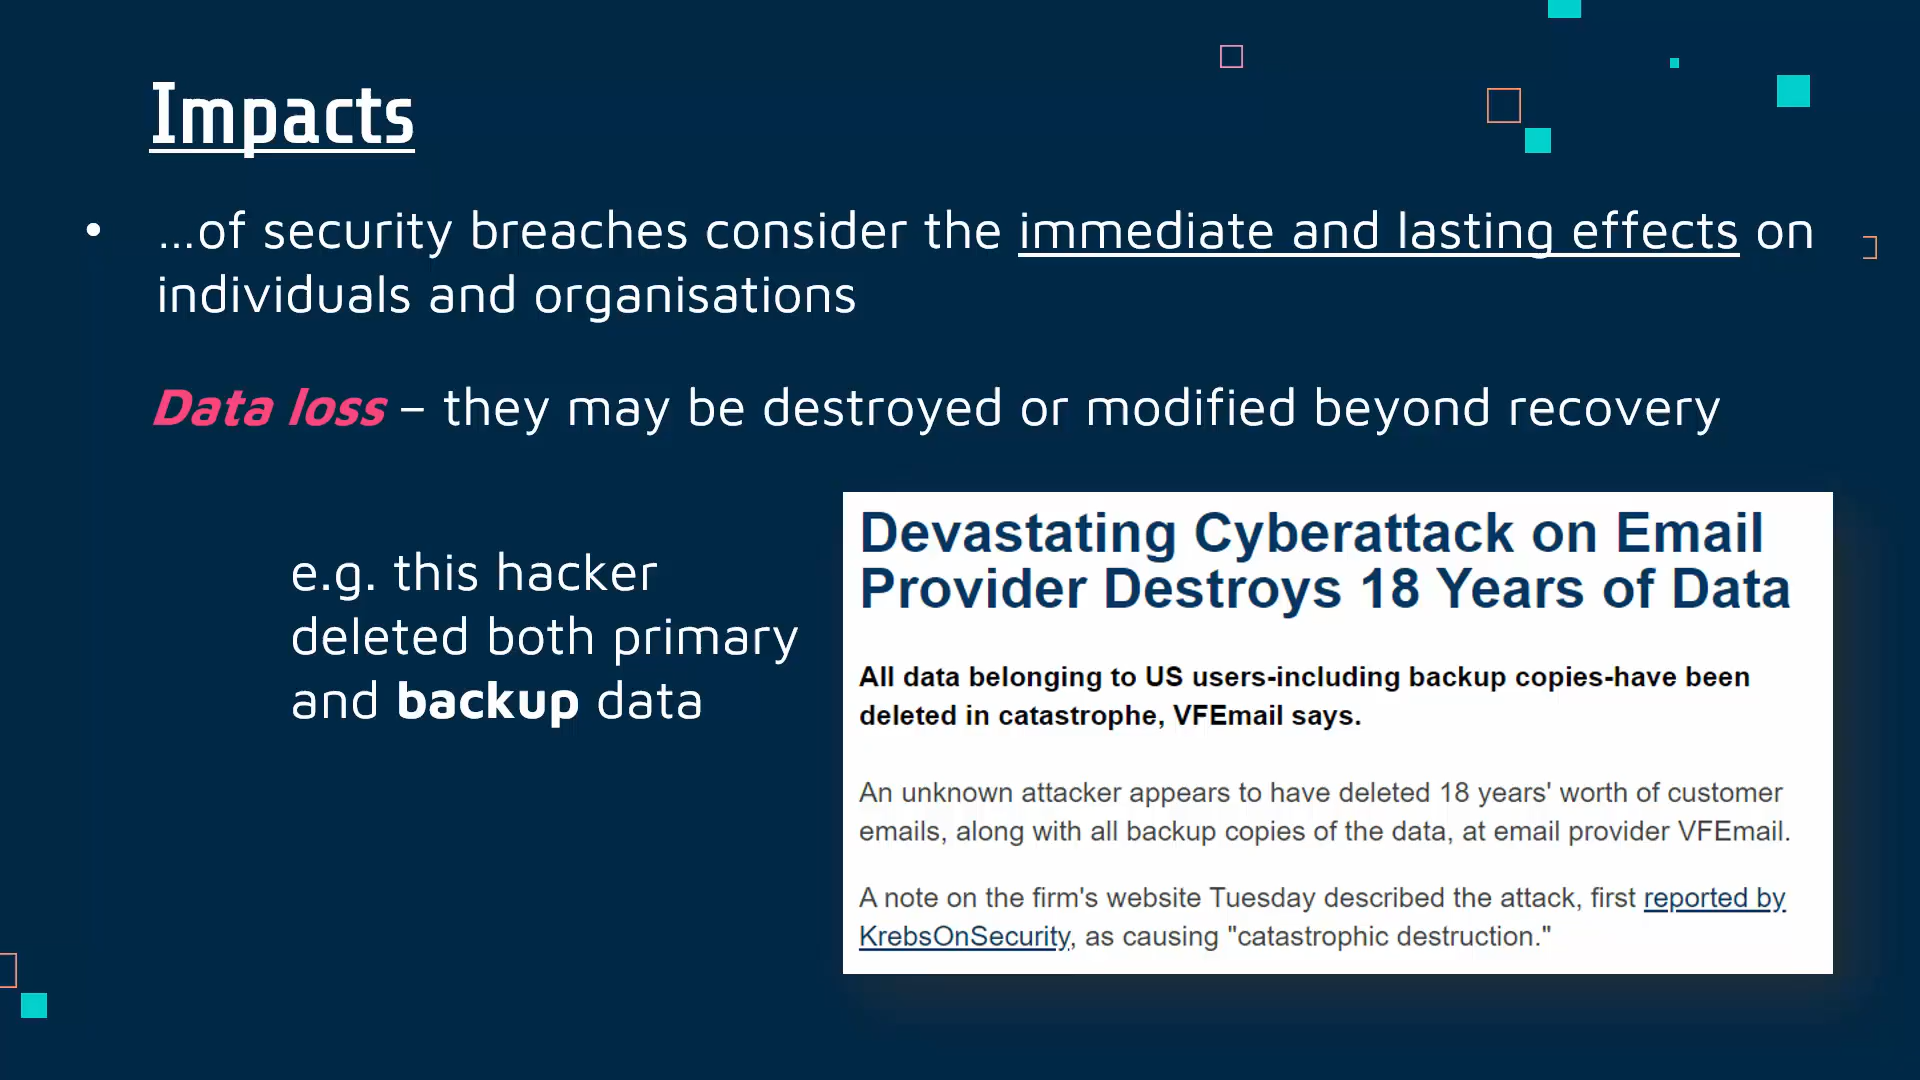 Impacts
• ...of security breaches consider the immediate and lasting effects on
individuals and organisations
Data loss – they may be destroyed or modified beyond recovery
e.g. this hacker
deleted both primary
and backup data
Devastating Cyberattack on Email
Provider Destroys 18 Years of Data
All data belonging to US users-including backup copies-have been
deleted in catastrophe, VFEmail says.
An unknown attacker appears to have deleted 18 years' worth of customer
emails, along with all backup copies of the data, at email provider VFEmail.
A note on the firm's website Tuesday described the attack, first reported by
KrebsOnSecurity, as causing "catastrophic destruction."